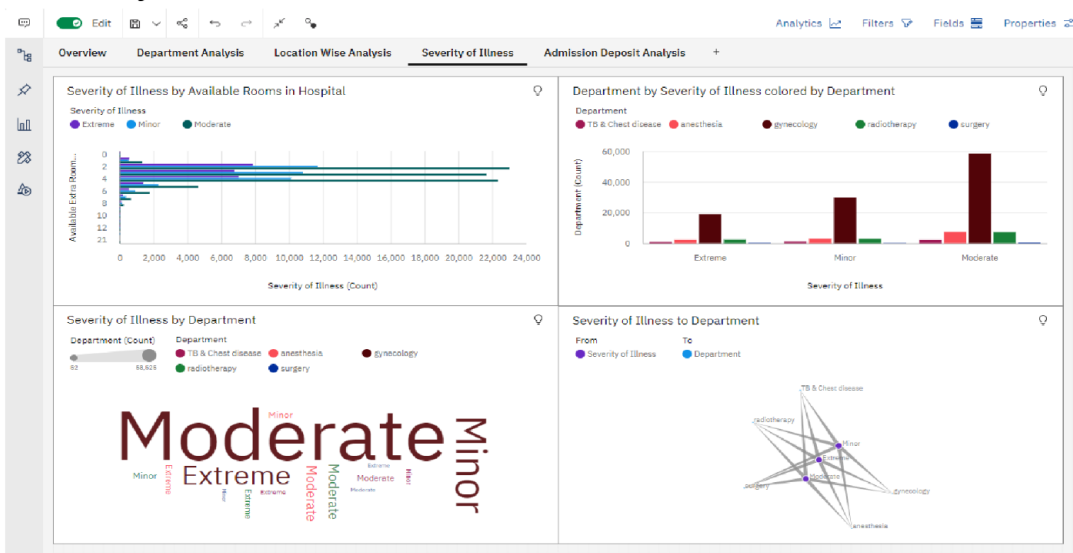 Edit
Analytics Filters Fields Properties
Overview Department Analysis Location Wise Analysis Severity of Illness Admission Deposit Analysis +
Severity of Illness by Available Rooms in Hospital
Severity of Illness
Extreme Minor Moderate
Available Extra Room...
0
2
4
6
8
10
12
21
0 2,000 4,000 6,000 8,000 10,000 12,000 14,000 16,000 18,000 20,000 22,000 24,000
Severity of Illness (Count)
Department by Severity of Illness colored by Department
Department
TB & Chest disease anesthesia gynecology radiotherapy surgery
Department (Count)
60,000
40,000
20,000
0
Extreme Minor Moderate
Severity of Illness
Severity of Illness by Department
Department (Count) Department
TB & Chest disease anesthesia gynecology
radiotherapy surgery
Moderate
Minor
Minor
Extreme
Minor
Extreme
Extreme
Extreme
Moderate
Moderate
Extreme
Moderate
Moderate
Minor
Minor
Severity of Illness to Department
From To
Severity of Illness Department
TB & Chest disease
radiotherapy
Minor
Extreme
Moderate
surgery
gynecology
anesthesia